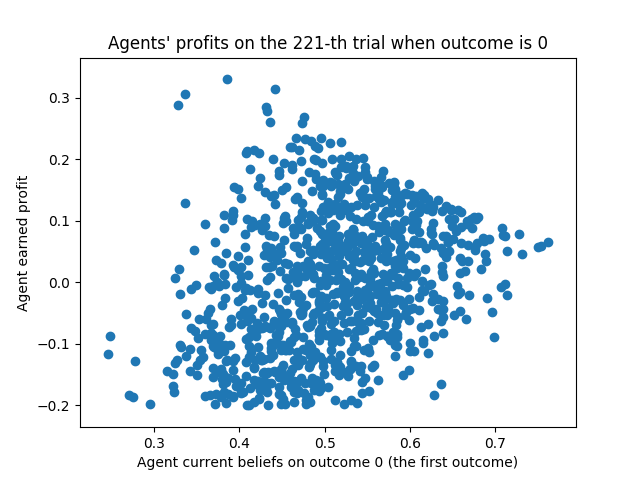 Agents' profits on the 221-th trial when outcome is 0
Agent earned profit
0.3
0.2
0.1
0.0
−0.1
−0.2
0.3 0.4 0.5 0.6 0.7
Agent current beliefs on outcome 0 (the first outcome)